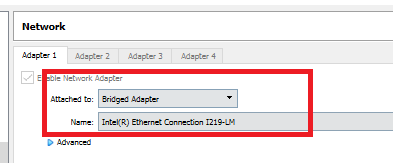 Network
Adapter 1 Adapter 2 Adapter 3 Adapter 4
Enable Network Adapter
Attached to: Bridged Adapter
Name: Intel(R) Ethernet Connection I219-LM
Advanced